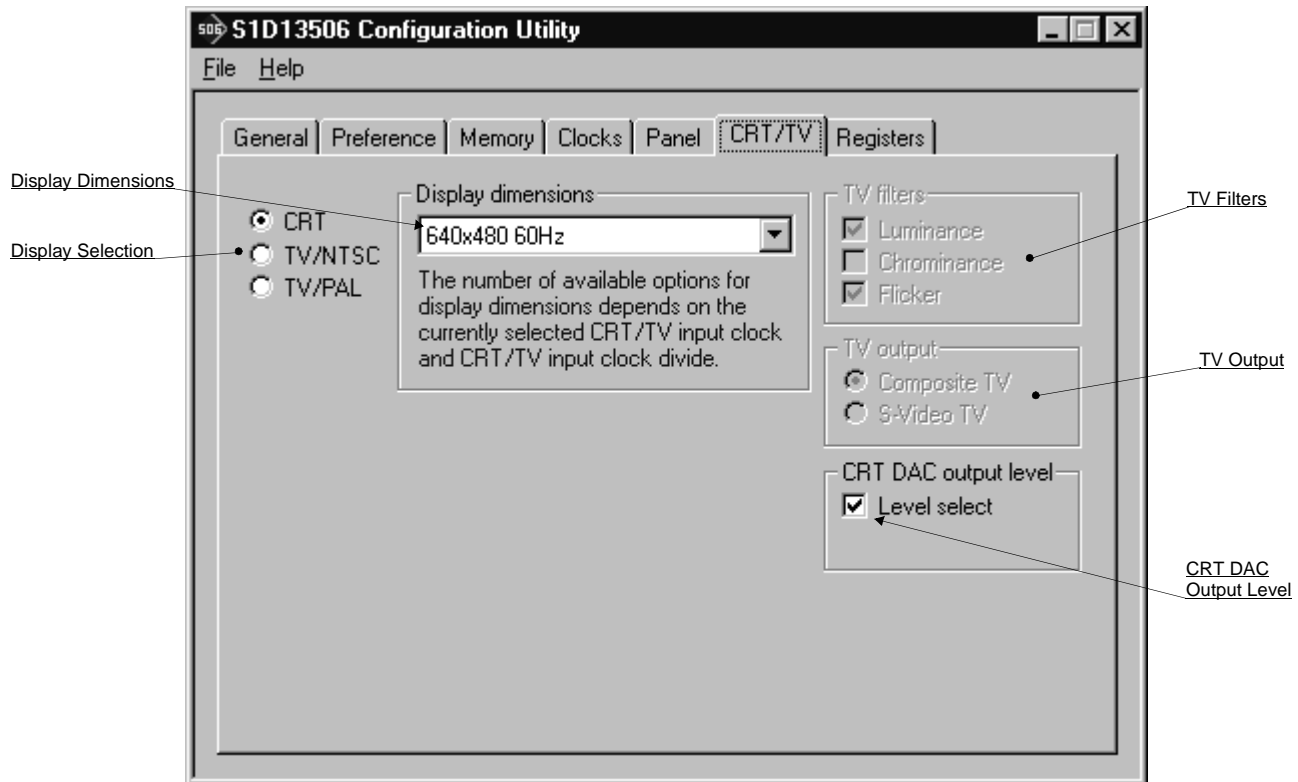 506 S1D13506 Configuration Utility
File Help
General Preference Memory Clocks Panel CRT/TV Registers
Display Dimensions
Display Selection
CRT
TV/NTSC
TV/PAL
Display dimensions
640x480 60Hz
The number of available options for
display dimensions depends on the
currently selected CRT/TV input clock
and CRT/TV input clock divide.
TV filters
Luminance
Chrominance
Flicker
TV Filters
TV output
Composite TV
S-Video TV
TV Output
CRT DAC output level
Level select
CRT DAC
Output Level